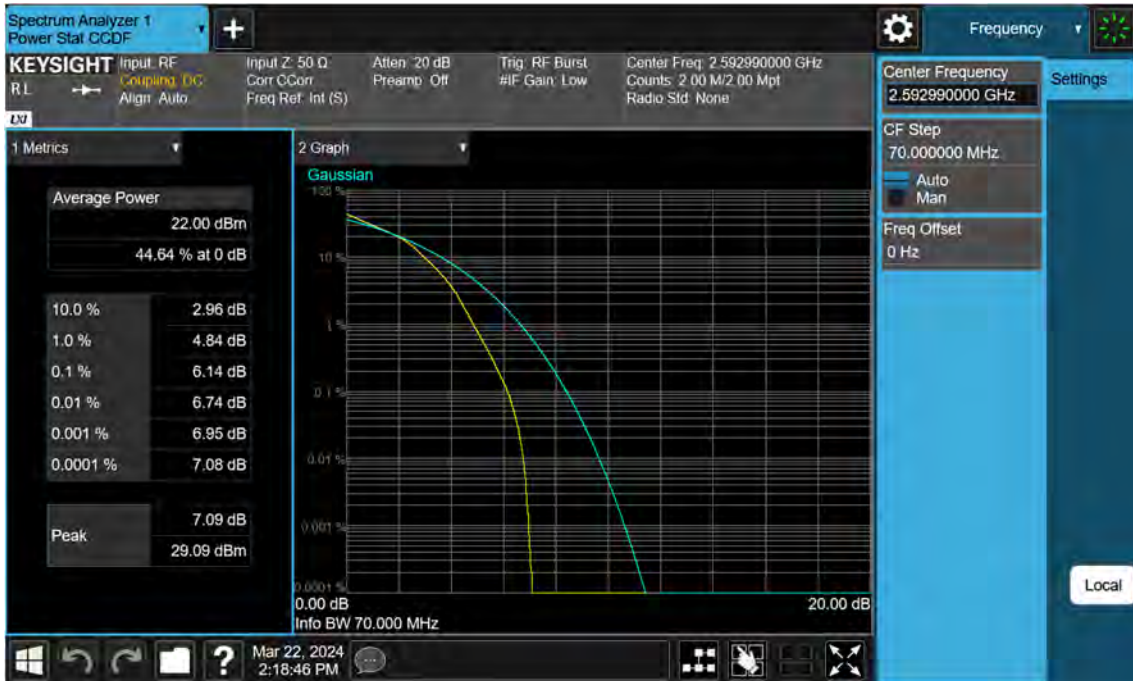 Spectrum Analyzer 1
Power Stat CCDF
Frequency
KEYSIGHT
RL
LXI
Input: RF
Coupling: DC
Align: Auto
Input Z: 50 Ω
Corr CCorr
Freq Ref: Int (S)
Atten: 20 dB
Preamp: Off
Trig: RF Burst
#IF Gain: Low
Center Freq: 2.592990000 GHz
Counts: 2.00 M/2.00 Mpt
Radio Std: None
Center Frequency
2.592990000 GHz
Settings
CF Step
70.000000 MHz
Auto
Man
Freq Offset
0 Hz
Local
1 Metrics
Average Power
22.00 dBm
44.64 % at 0 dB
10.0 % 2.96 dB
1.0 % 4.84 dB
0.1 % 6.14 dB
0.01 % 6.74 dB
0.001 % 6.95 dB
0.0001 % 7.08 dB
Peak
7.09 dB
29.09 dBm
2 Graph
Gaussian
100 %
10 %
1 %
0.1 %
0.01 %
0.001 %
0.0001 %
0.00 dB 20.00 dB
Info BW 70.000 MHz
?
Mar 22, 2024
2:18:46 PM